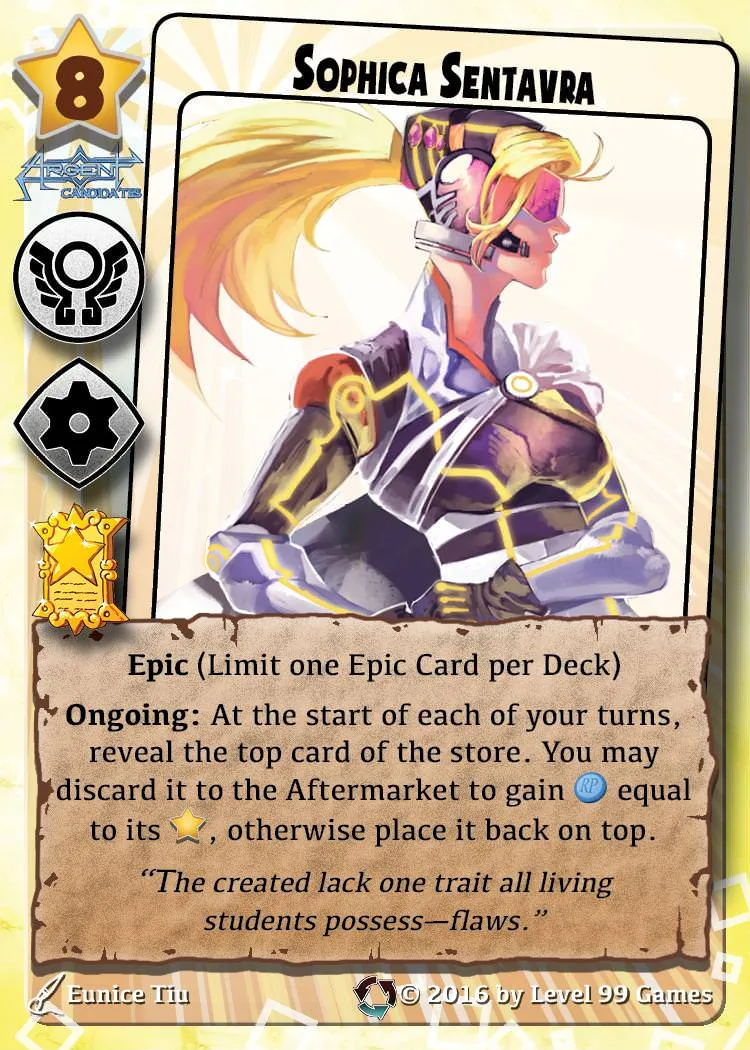 8
SOPHICA SENTAVRA
ARGENT
CANDIDATES
Epic (Limit one Epic Card per Deck)
Ongoing: At the start of each of your turns,
reveal the top card of the store. You may
discard it to the Aftermarket to gain RP equal
to its , otherwise place it back on top.
“The created lack one trait all living
students possess—flaws.”
Eunice Tiu
© 2016 by Level 99 Games